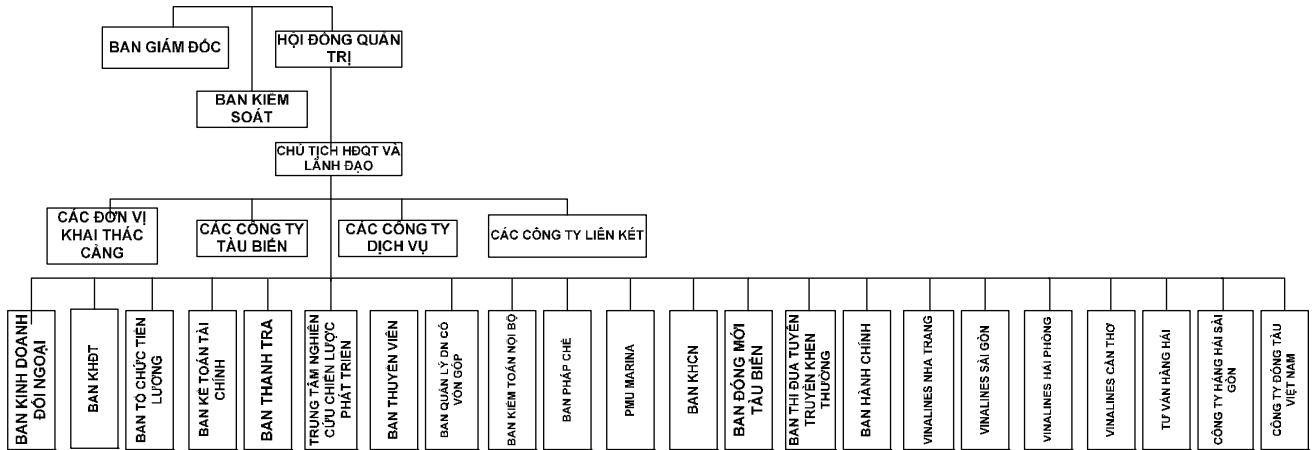 BAN GIÁM ĐỐC
HỘI ĐỒNG QUẢN
TRỊ
BAN KIỂM
SOÁT
CHỦ TỊCH HĐQT VÀ
LÃNH ĐẠO
CÁC ĐƠN VỊ
KHAI THÁC
CẢNG
CÁC CÔNG TY
TÀU BIỂN
CÁC CÔNG TY
DỊCH VỤ
CÁC CÔNG TY LIÊN KẾT
BAN KINH DOANH
ĐỐI NGOẠI
BAN KHĐT
BAN TỔ CHỨC TIỀN
LƯƠNG
BAN KẾ TOÁN TÀI
CHÍNH
BAN THANH TRA
TRUNG TÂM NGHIÊN
CỨU CHIẾN LƯỢC
PHÁT TRIỂN
BAN THUYỀN VIÊN
BAN QUẢN LÝ DN CÓ
VỐN GÓP
BAN KIỂM TOÁN NỘI BỘ
BAN PHÁP CHẾ
PMU MARINA
BAN KHCN
BAN ĐÓNG MỚI
TÀU BIỂN
BAN THI ĐUA TUYÊN
TRUYỀN KHEN
THƯỞNG
BAN HÀNH CHÍNH
VINALINES NHA TRANG
VINALINES SÀI GÒN
VINALINES HẢI PHÒNG
VINALINES CẦN THƠ
TƯ VẤN HÀNG HẢI
CÔNG TY HÀNG HẢI SÀI
GÒN
CÔNG TY ĐÓNG TÀU
VIỆT NAM